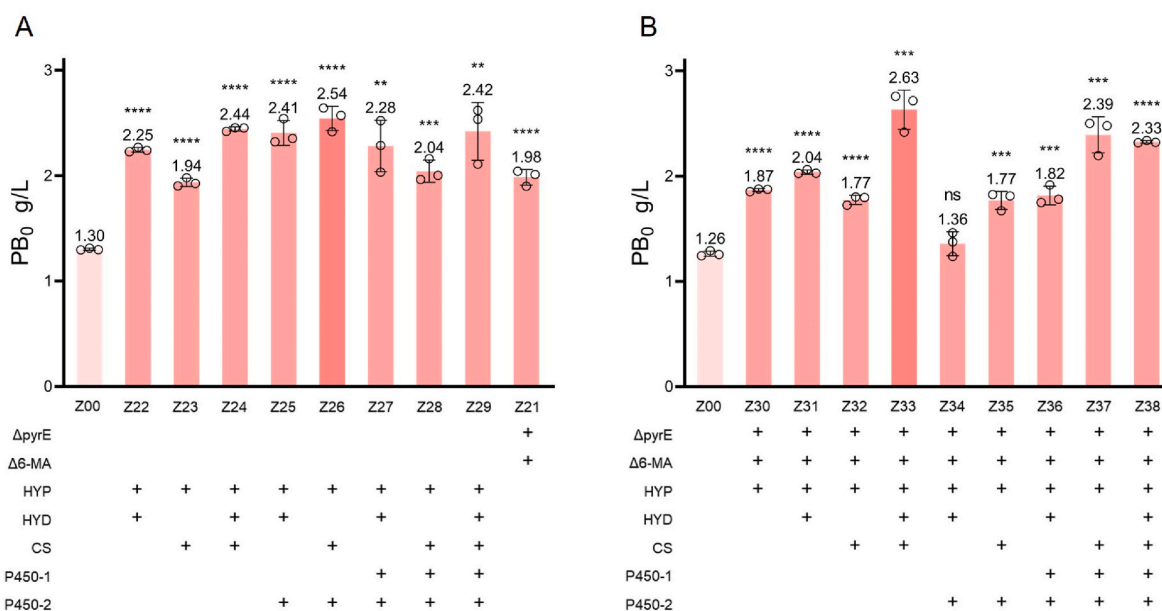 A
PB₀ g/L
3
2
1
0
1.30
****
2.25
****
1.94
****
2.44
****
2.41
****
2.54
**
2.28
***
2.04
**
2.42
****
1.98
Z00 Z22 Z23 Z24 Z25 Z26 Z27 Z28 Z29 Z21
ΔpyrE +
Δ6-MA +
HYP + + + + + + + +
HYD + + + + +
CS + + + + +
P450-1 + + +
P450-2 + + + + +
B
PB₀ g/L
3
2
1
0
1.26
****
1.87
****
2.04
****
1.77
***
2.63
ns
1.36
***
1.77
***
1.82
***
2.39
****
2.33
Z00 Z30 Z31 Z32 Z33 Z34 Z35 Z36 Z37 Z38
ΔpyrE + + + + + + + + +
Δ6-MA + + + + + + + + +
HYP + + + + + + + + +
HYD + + + + +
CS + + + + +
P450-1 + + +
P450-2 + + + + +